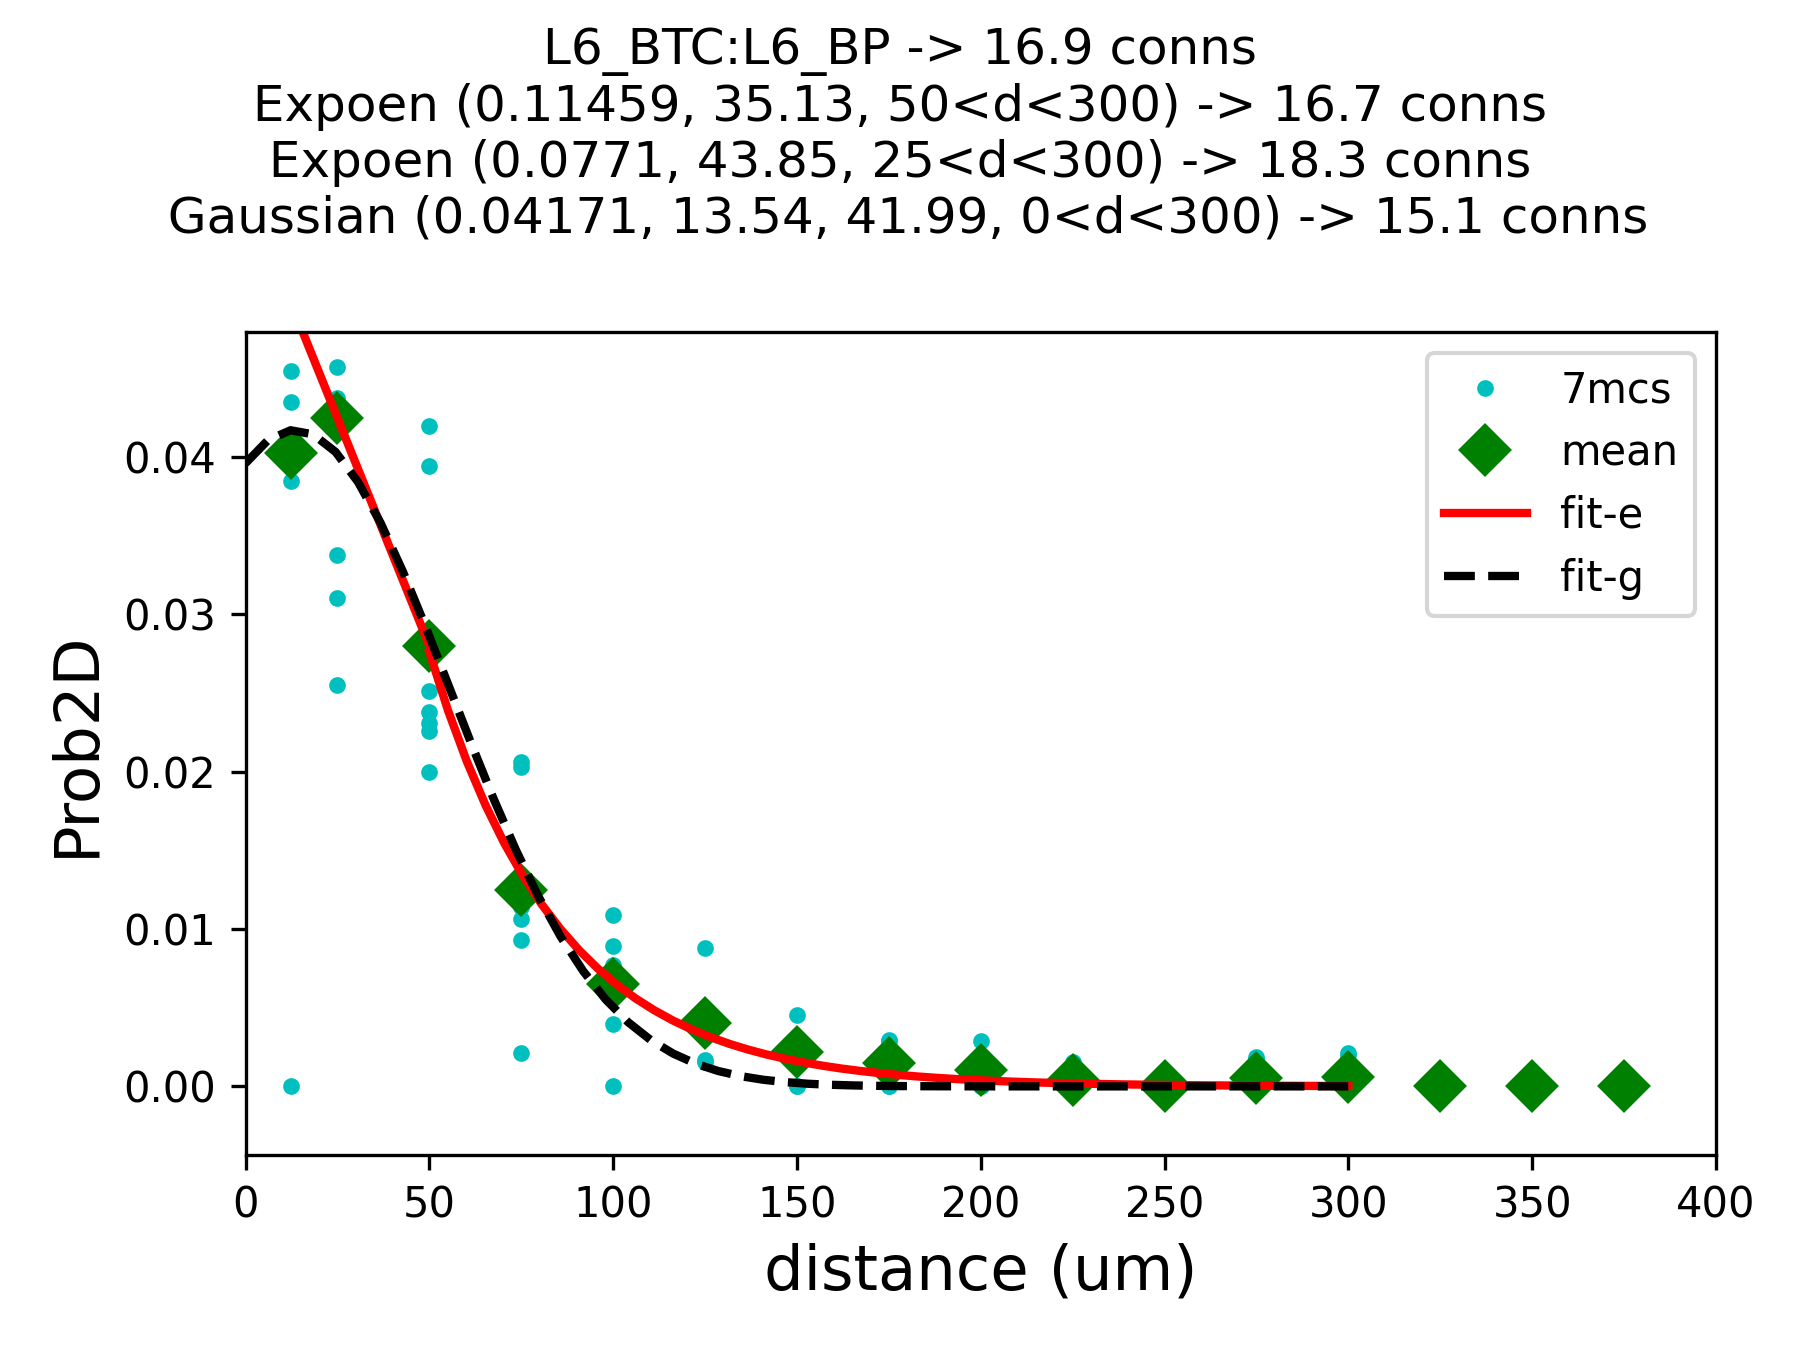 L6_BTC:L6_BP -> 16.9 conns
Expoen (0.11459, 35.13, 50<d<300) -> 16.7 conns
Expoen (0.0771, 43.85, 25<d<300) -> 18.3 conns
Gaussian (0.04171, 13.54, 41.99, 0<d<300) -> 15.1 conns
7mcs
mean
fit-e
fit-g
0.04
0.03
0.02
0.01
0.00
Prob2D
0 50 100 150 200 250 300 350 400
distance (um)